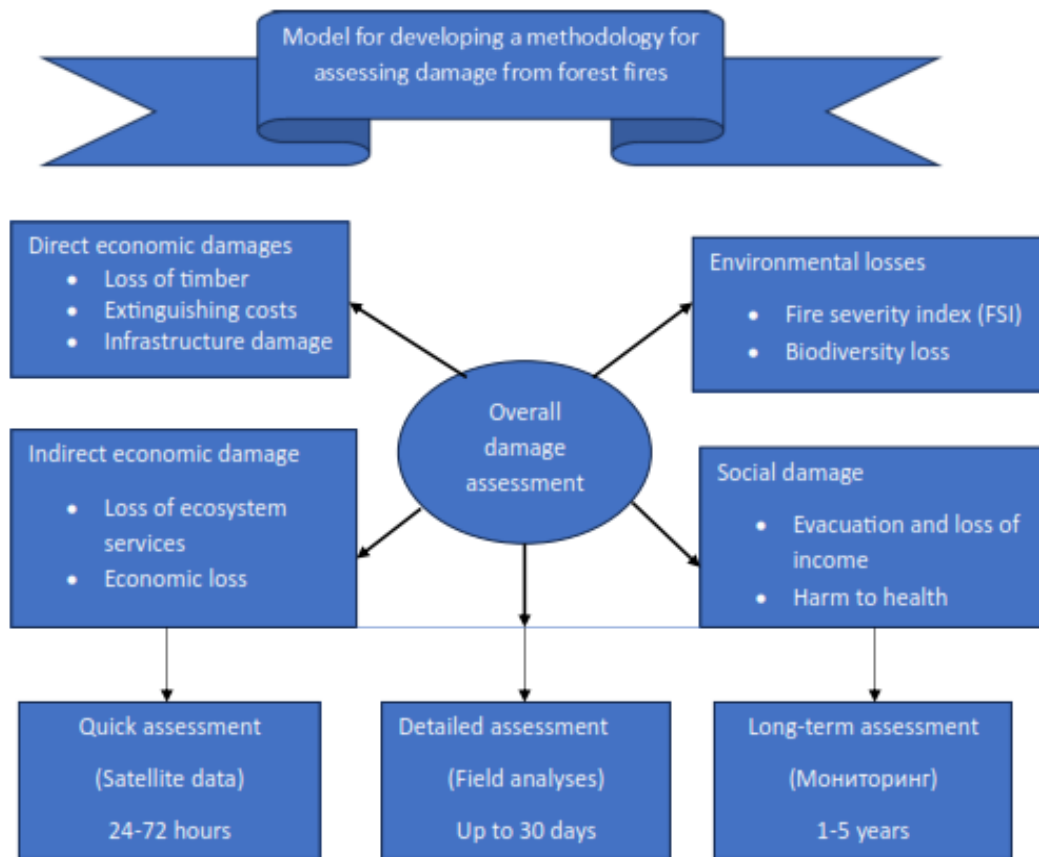 Model for developing a methodology for
assessing damage from forest fires
Direct economic damages
• Loss of timber
• Extinguishing costs
• Infrastructure damage
Environmental losses
• Fire severity index (FSI)
• Biodiversity loss
Overall
damage
assessment
Indirect economic damage
• Loss of ecosystem
services
• Economic loss
Social damage
• Evacuation and loss of
income
• Harm to health
Quick assessment
(Satellite data)
24-72 hours
Detailed assessment
(Field analyses)
Up to 30 days
Long-term assessment
(Мониторинг)
1-5 years